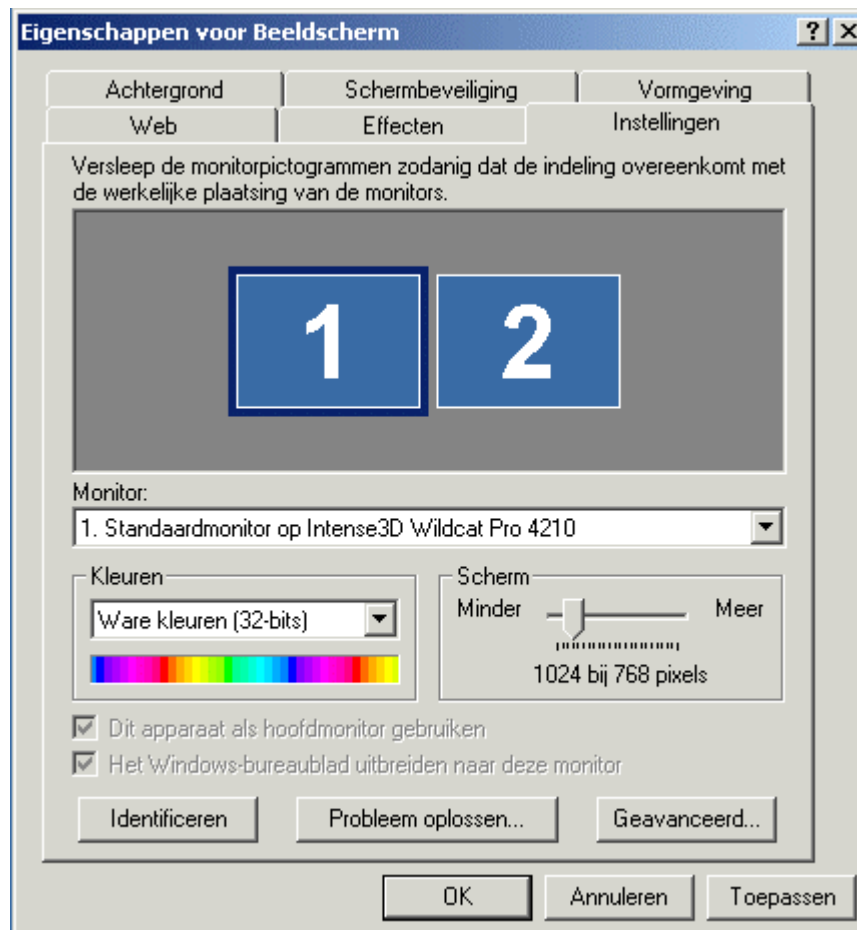 Eigenschappen voor Beeldscherm
Achtergrond Schermbeveiliging Vormgeving
Web Effecten Instellingen
Versleep de monitorpictogrammen zodanig dat de indeling overeenkomt met
de werkelijke plaatsing van de monitors.
1 2
Monitor:
1. Standaardmonitor op Intense3D Wildcat Pro 4210
Kleuren Scherm
Ware kleuren (32-bits) Minder Meer
1024 bij 768 pixels
Dit apparaat als hoofdmonitor gebruiken
Het Windows-bureaublad uitbreiden naar deze monitor
Identificeren Probleem oplossen... Geavanceerd...
OK Annuleren Toepassen